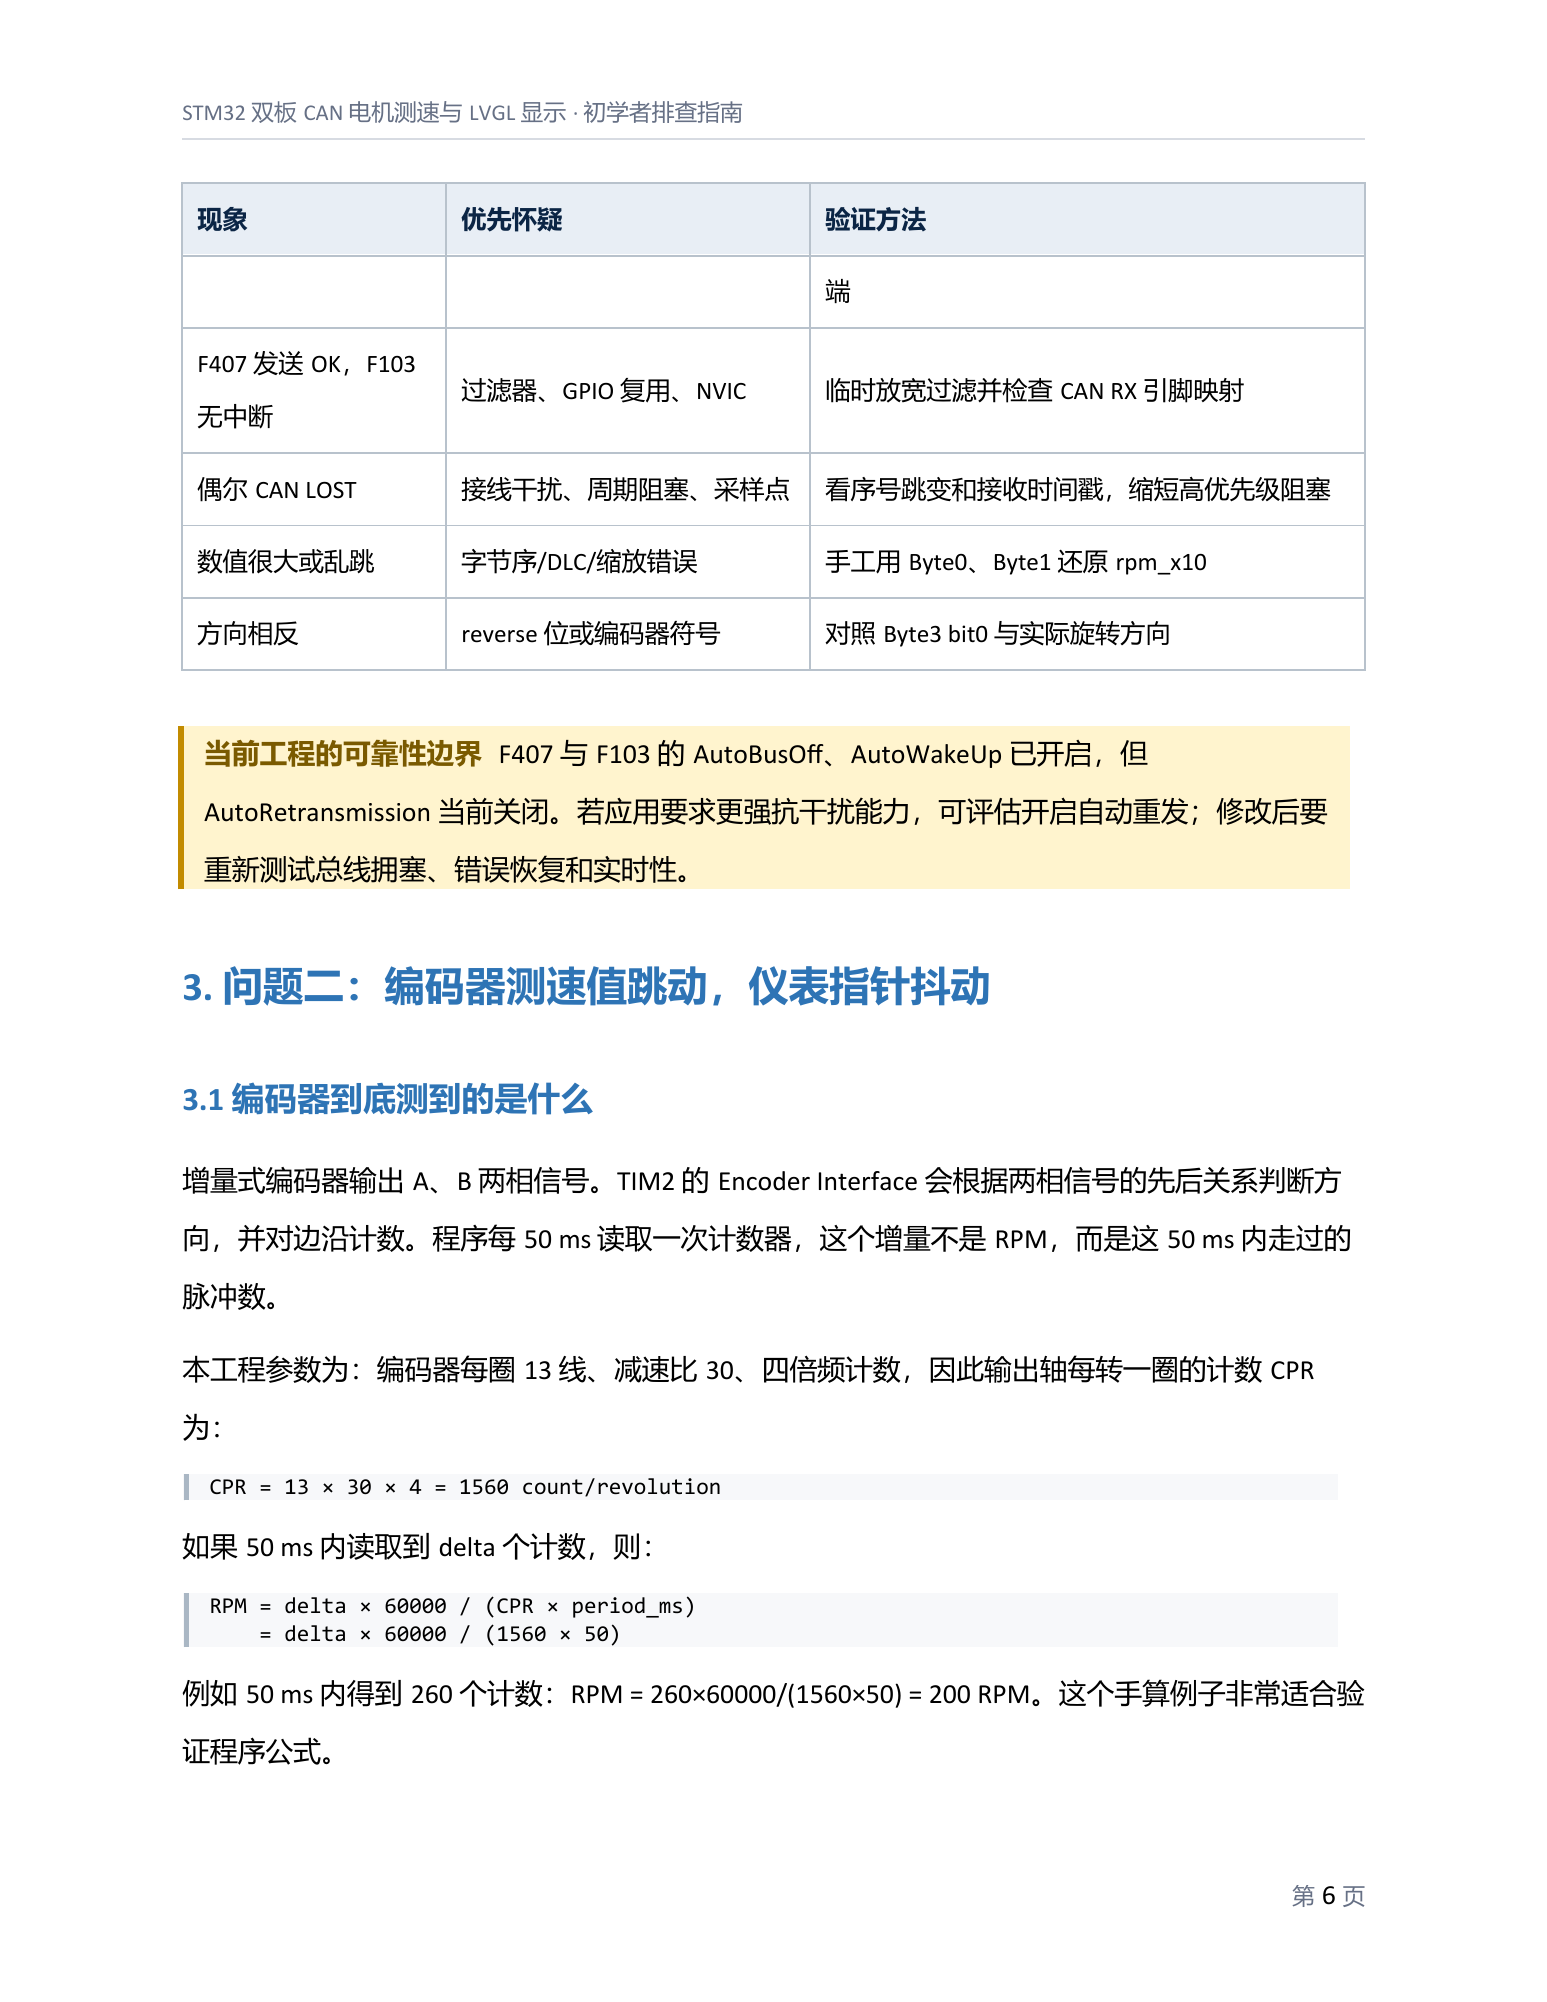 STM32 双板 CAN 电机测速与 LVGL 显示 · 初学者排查指南
现象 优先怀疑 验证方法
端
F407 发送 OK，F103
无中断
过滤器、GPIO 复用、NVIC 临时放宽过滤并检查 CAN RX 引脚映射
偶尔 CAN LOST 接线干扰、周期阻塞、采样点 看序号跳变和接收时间戳，缩短高优先级阻塞
数值很大或乱跳 字节序/DLC/缩放错误 手工用 Byte0、Byte1 还原 rpm_x10
方向相反 reverse 位或编码器符号 对照 Byte3 bit0 与实际旋转方向
当前工程的可靠性边界 F407 与 F103 的 AutoBusOff、AutoWakeUp 已开启，但
AutoRetransmission 当前关闭。若应用要求更强抗干扰能力，可评估开启自动重发；修改后要
重新测试总线拥塞、错误恢复和实时性。
3. 问题二：编码器测速值跳动，仪表指针抖动
3.1 编码器到底测到的是什么
增量式编码器输出 A、B 两相信号。TIM2 的 Encoder Interface 会根据两相信号的先后关系判断方
向，并对边沿计数。程序每 50 ms 读取一次计数器，这个增量不是 RPM，而是这 50 ms 内走过的
脉冲数。
本工程参数为：编码器每圈 13 线、减速比 30、四倍频计数，因此输出轴每转一圈的计数 CPR
为：
CPR = 13 × 30 × 4 = 1560 count/revolution
如果 50 ms 内读取到 delta 个计数，则：
RPM = delta × 60000 / (CPR × period_ms)
= delta × 60000 / (1560 × 50)
例如 50 ms 内得到 260 个计数：RPM = 260×60000/(1560×50) = 200 RPM。这个手算例子非常适合验
证程序公式。
第 6 页